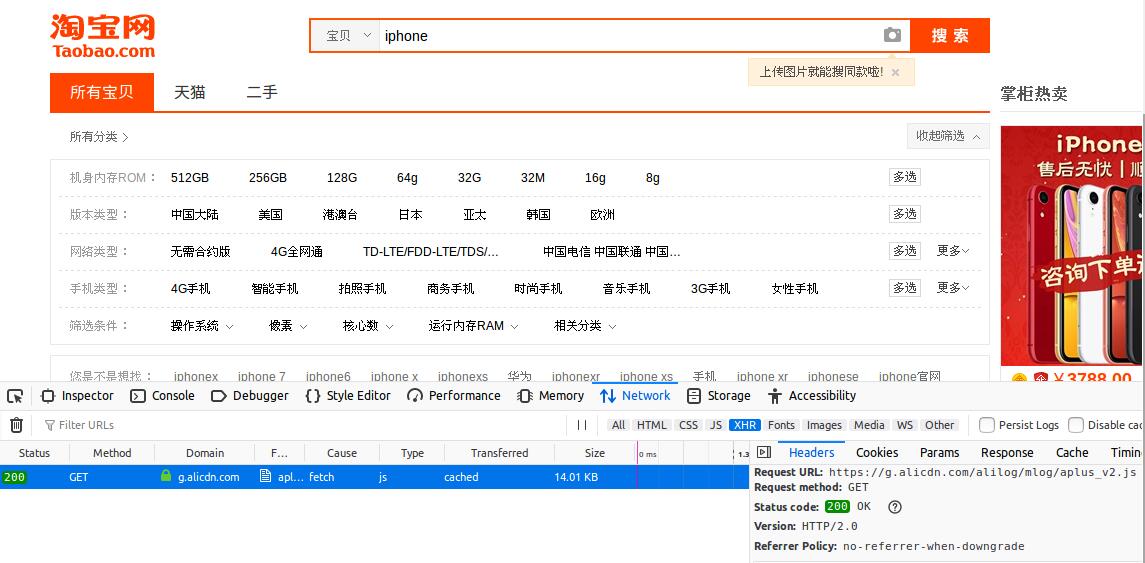 淘宝网
Taobao.com
宝贝 iphone 搜 索
上传图片就能搜同款啦! ×
所有宝贝 天猫 二手
掌柜热卖
所有分类 收起筛选
机身内存ROM： 512GB 256GB 128G 64g 32G 32M 16g 8g 多选
版本类型： 中国大陆 美国 港澳台 日本 亚太 韩国 欧洲 多选
网络类型： 无需合约版 4G全网通 TD-LTE/FDD-LTE/TDS/... 中国电信 中国联通 中国... 多选 更多
手机类型： 4G手机 智能手机 拍照手机 商务手机 时尚手机 音乐手机 3G手机 女性手机 多选 更多
筛选条件： 操作系统 像素 核心数 运行内存RAM 相关分类
iPhone
售后无忧 | 顺
咨询下单
¥3788.00
您是不是想找： iphonex iphone 7 iphone6 iphone x iphonexs 华为 iphonexr iphone xs 手机 iphone xr iphonese iphone官网
Inspector Console Debugger Style Editor Performance Memory Network Storage Accessibility
Filter URLs All HTML CSS JS XHR Fonts Images Media WS Other Persist Logs Disable cac
Status Method Domain F... Cause Type Transferred Size 0 ms 1.3
200 GET g.alicdn.com apl... fetch js cached 14.01 KB
Headers Cookies Params Response Cache Timin
Request URL: https://g.alicdn.com/alilog/mlog/aplus_v2.js
Request method: GET
Status code: 200 OK ?
Version: HTTP/2.0
Referrer Policy: no-referrer-when-downgrade